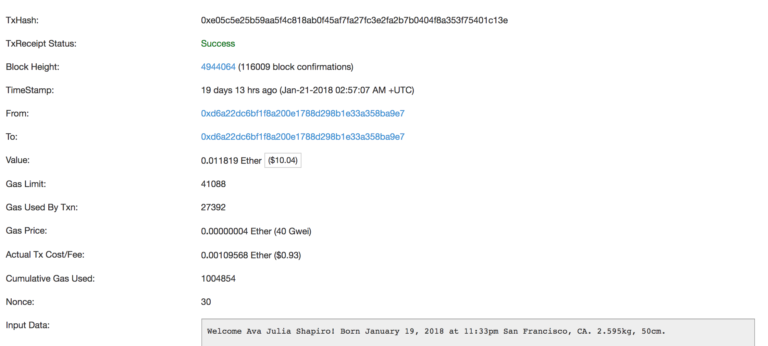 TxHash: 0xe05c5e25b59aa5f4c818ab0f45af7fa27fc3e2fa2b7b0404f8a353f75401c13e
TxReceipt Status: Success
Block Height: 4944064 (116009 block confirmations)
TimeStamp: 19 days 13 hrs ago (Jan-21-2018 02:57:07 AM +UTC)
From: 0xd6a22dc6bf1f8a200e1788d298b1e33a358ba9e7
To: 0xd6a22dc6bf1f8a200e1788d298b1e33a358ba9e7
Value: 0.011819 Ether ($10.04)
Gas Limit: 41088
Gas Used By Txn: 27392
Gas Price: 0.00000004 Ether (40 Gwei)
Actual Tx Cost/Fee: 0.00109568 Ether ($0.93)
Cumulative Gas Used: 1004854
Nonce: 30
Input Data: Welcome Ava Julia Shapiro! Born January 19, 2018 at 11:33pm San Francisco, CA. 2.595kg, 50cm.